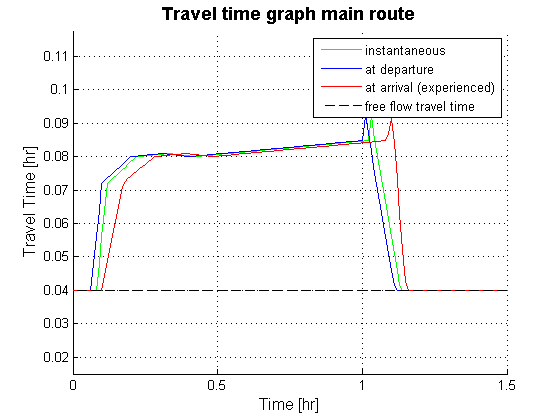 Travel time graph main route
instantaneous
at departure
at arrival (experienced)
free flow travel time
0.11
0.1
0.09
0.08
0.07
0.06
0.05
0.04
0.03
0.02
Travel Time [hr]
0
0.5
1
1.5
Time [hr]